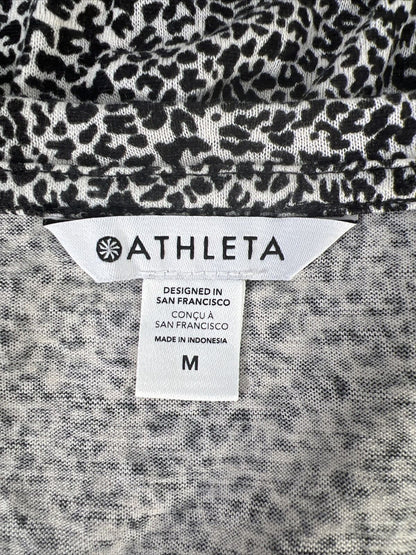 ATHLETA
DESIGNED IN
SAN FRANCISCO
CONÇU À
SAN FRANCISCO
MADE IN INDONESIA
M